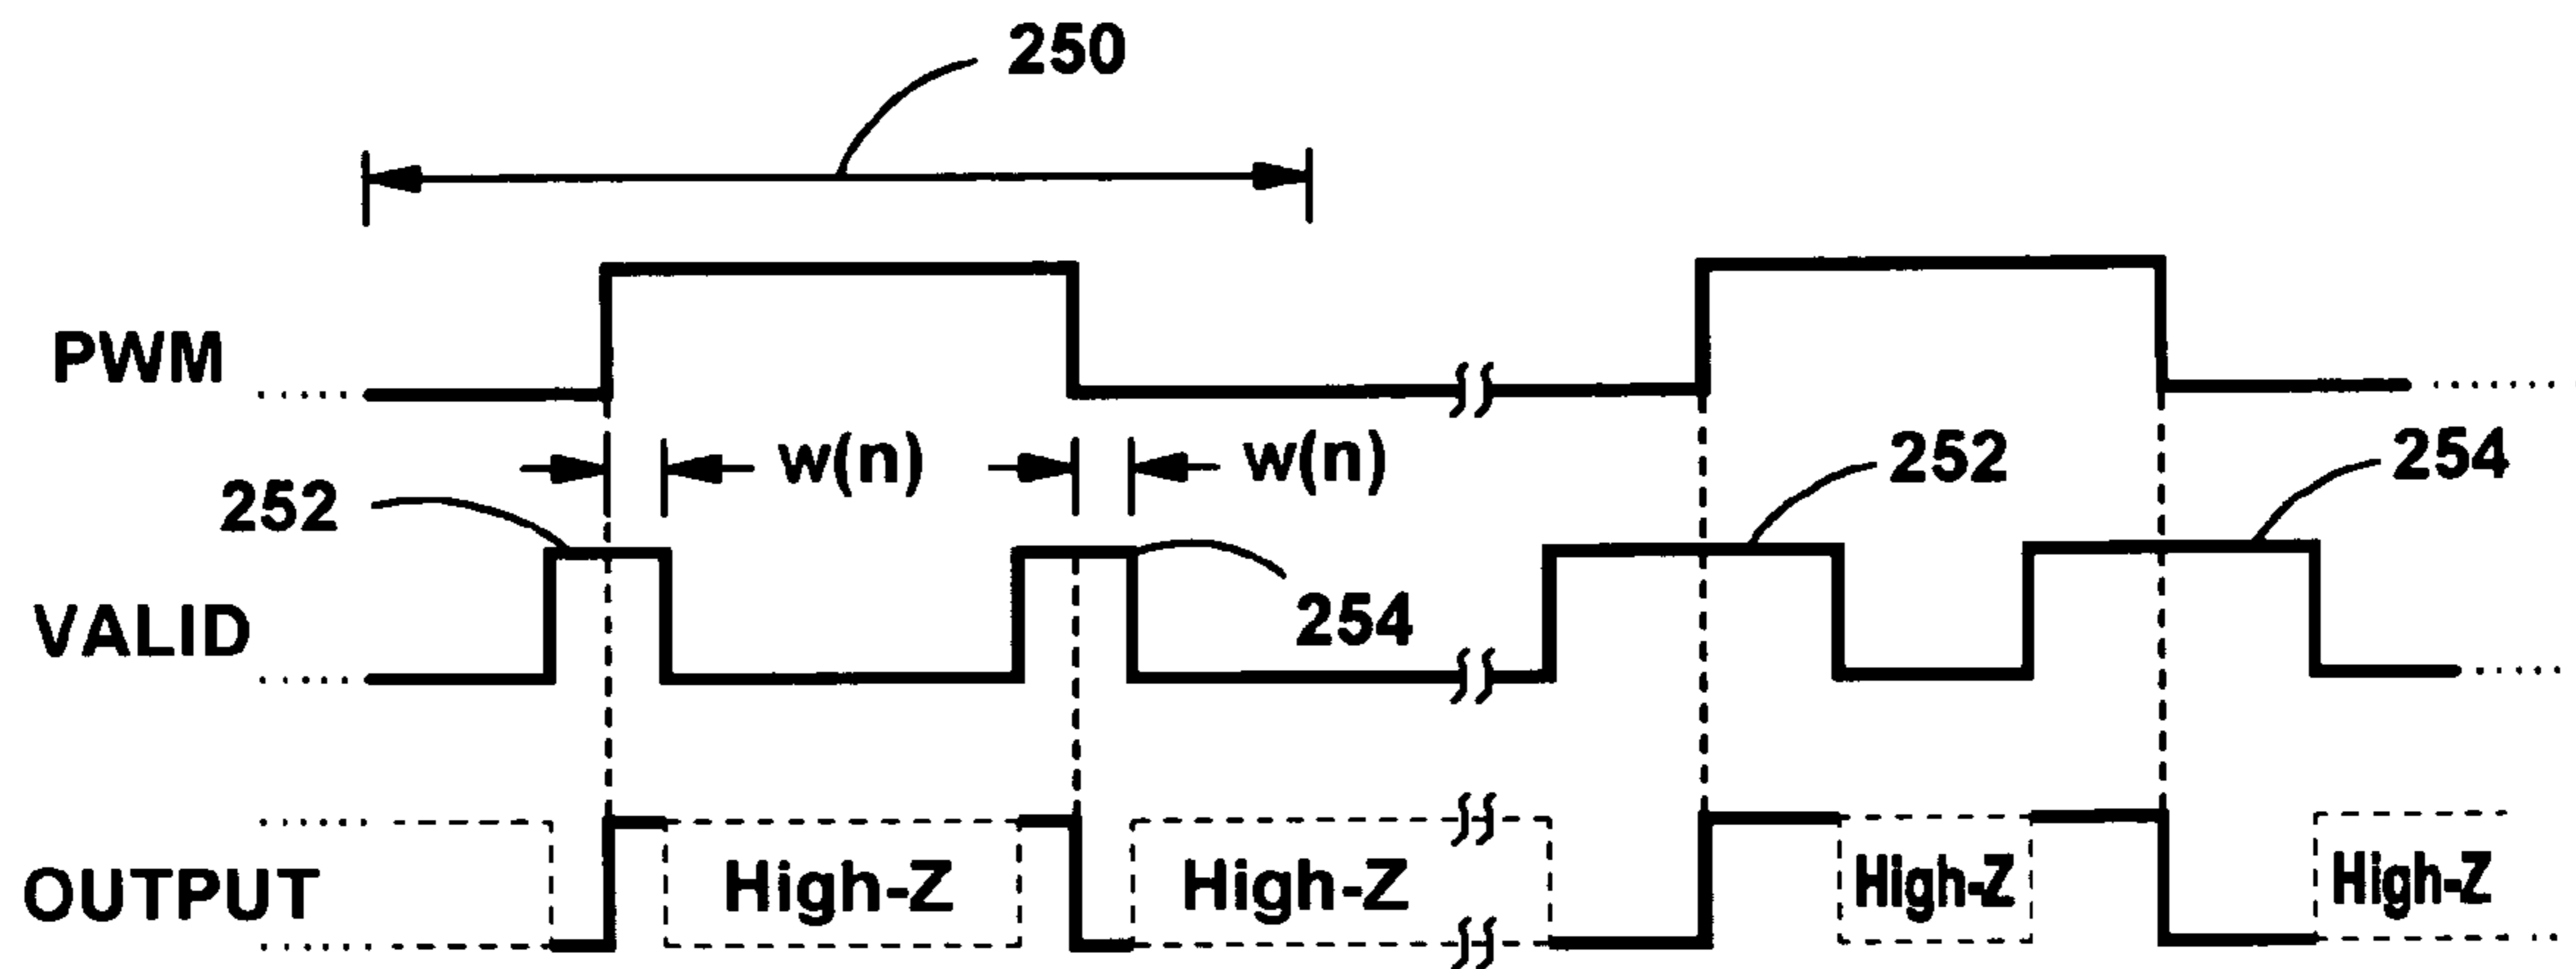 250
PWM
w(n) w(n)
252 254
252
VALID
254
OUTPUT High-Z High-Z High-Z High-Z